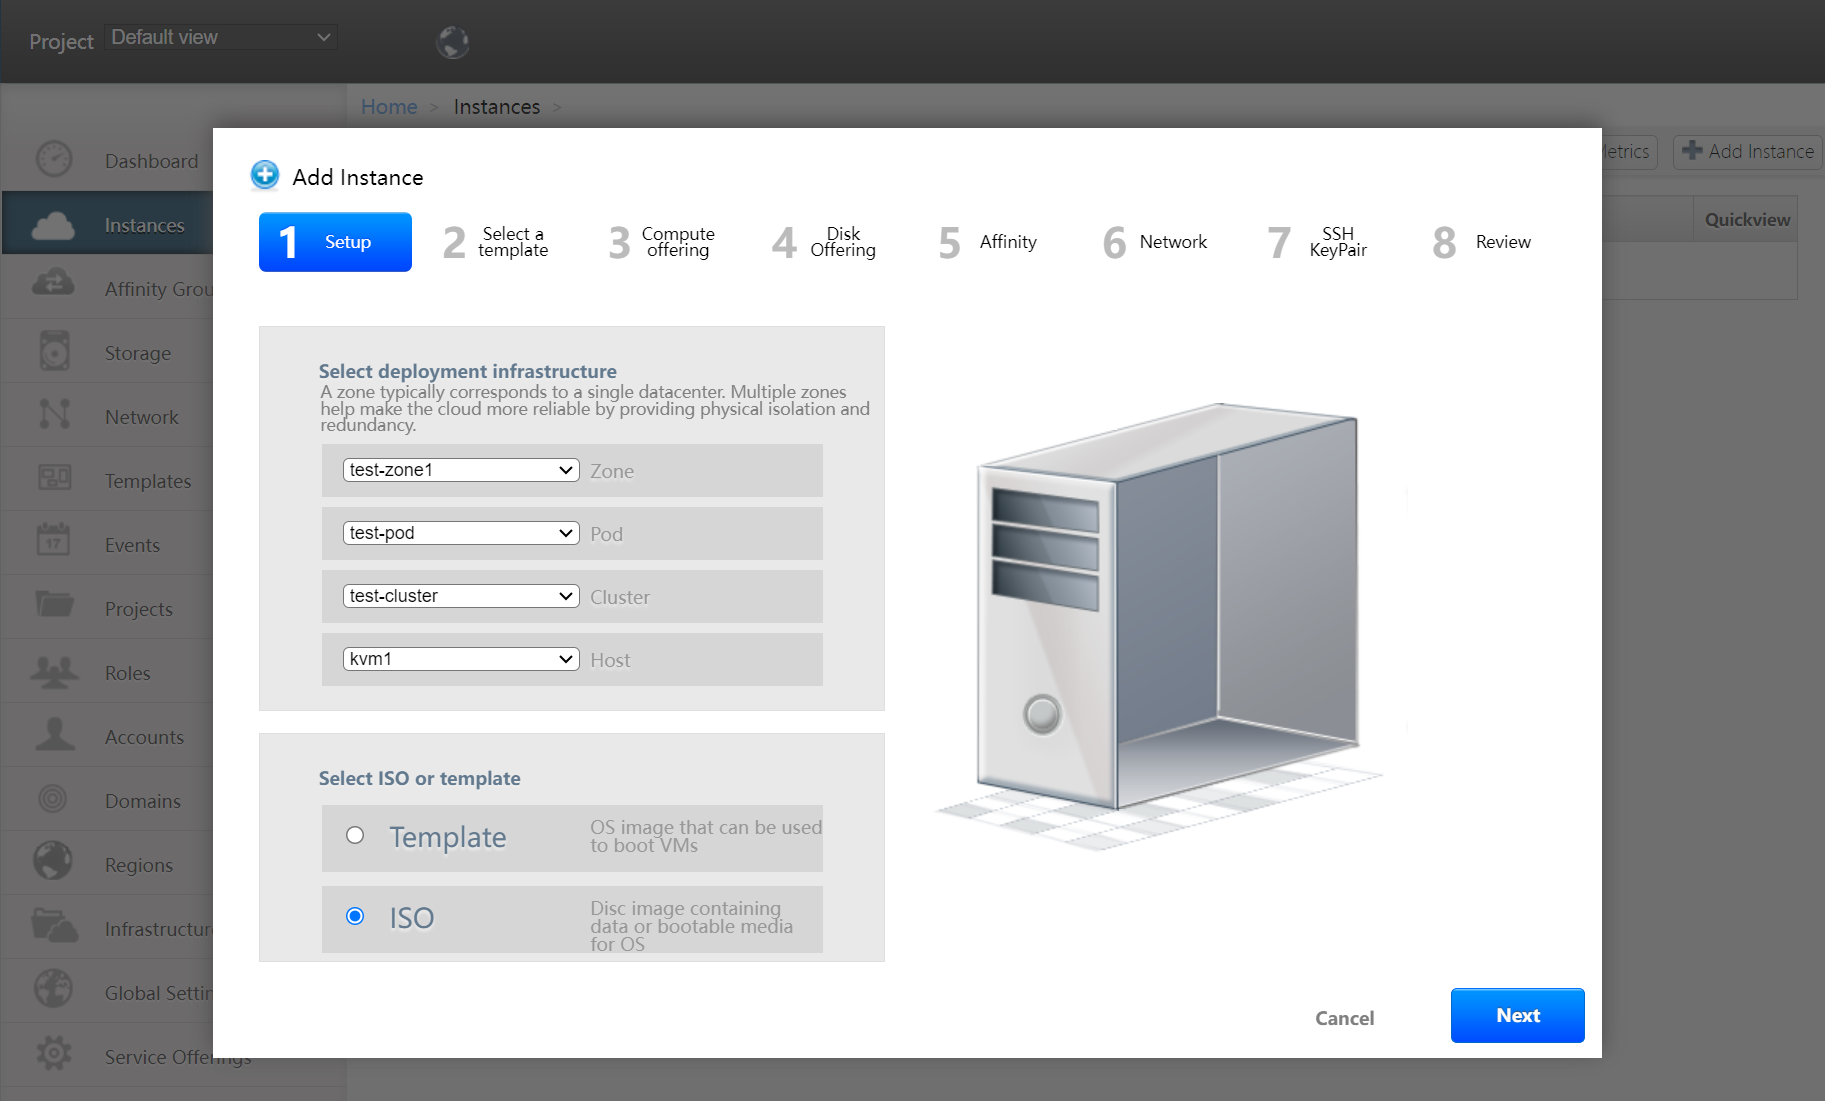 Project
Default view
Home > Instances >
Dashboard
Instances
Affinity Grou
Storage
Network
Templates
Events
17
Projects
Roles
Accounts
Domains
Regions
Infrastructur
Global Settin
Service Offerings
etrics
Add Instance
Quickview
Add Instance
1 Setup
2 Select a
template
3 Compute
offering
4 Disk
Offering
5 Affinity
6 Network
7 SSH
KeyPair
8 Review
Select deployment infrastructure
A zone typically corresponds to a single datacenter. Multiple zones
help make the cloud more reliable by providing physical isolation and
redundancy.
test-zone1 Zone
test-pod Pod
test-cluster Cluster
kvm1 Host
Select ISO or template
Template
OS image that can be used
to boot VMs
ISO
Disc image containing
data or bootable media
for OS
Cancel
Next